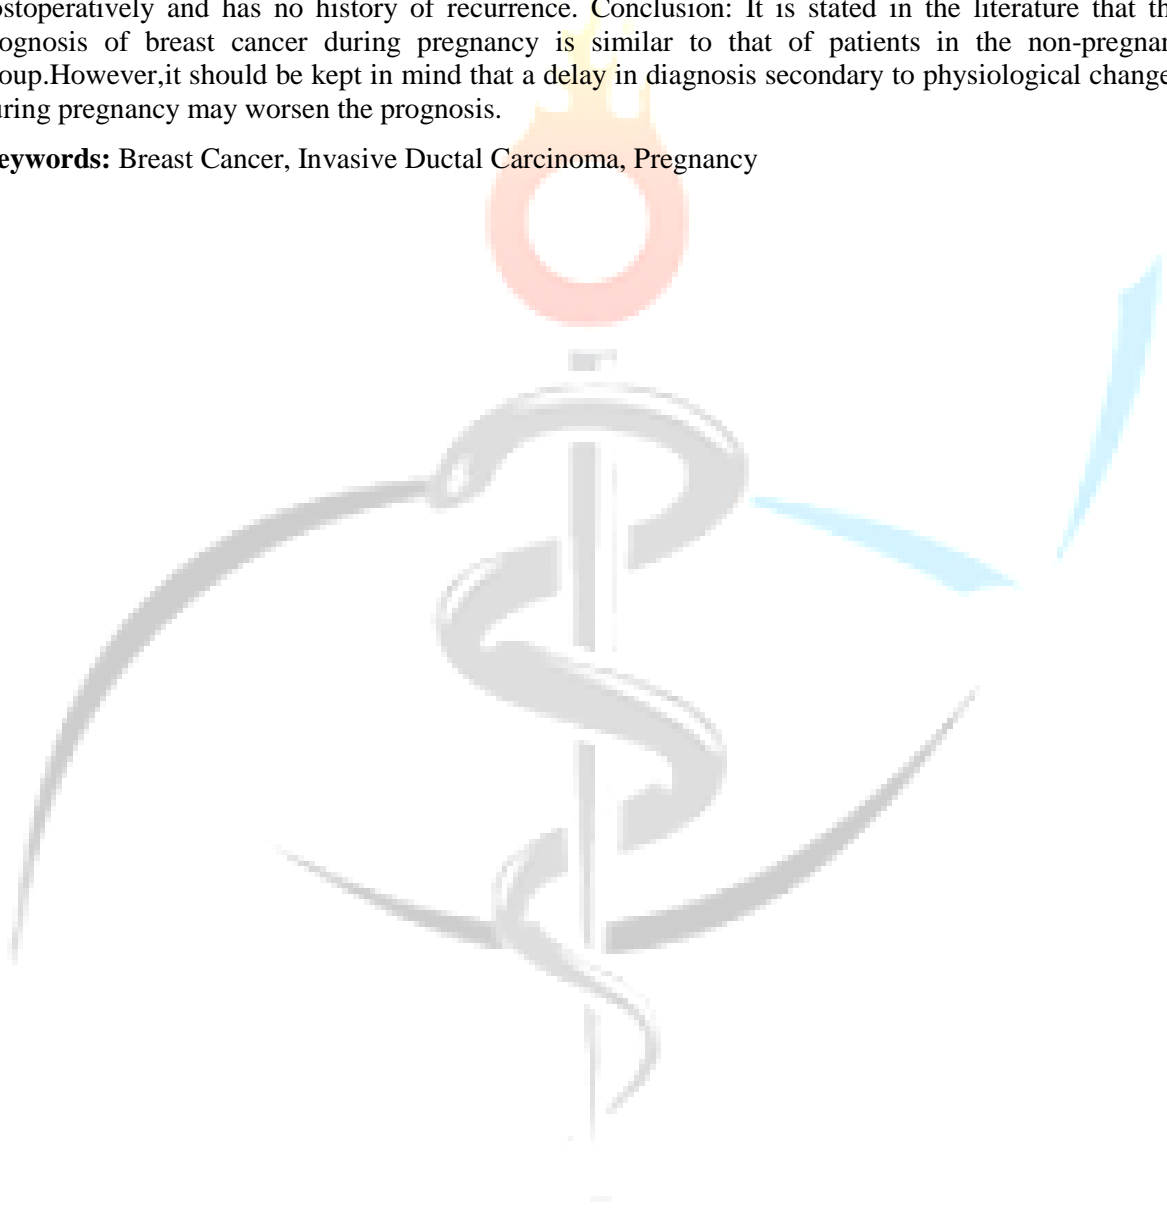 ostoperatively and has no history of recurrence. Conclusion: It is stated in the literature that th
ognosis of breast cancer during pregnancy is similar to that of patients in the non-pregnan
oup.However,it should be kept in mind that a delay in diagnosis secondary to physiological change
uring pregnancy may worsen the prognosis.
eywords: Breast Cancer, Invasive Ductal Carcinoma, Pregnancy